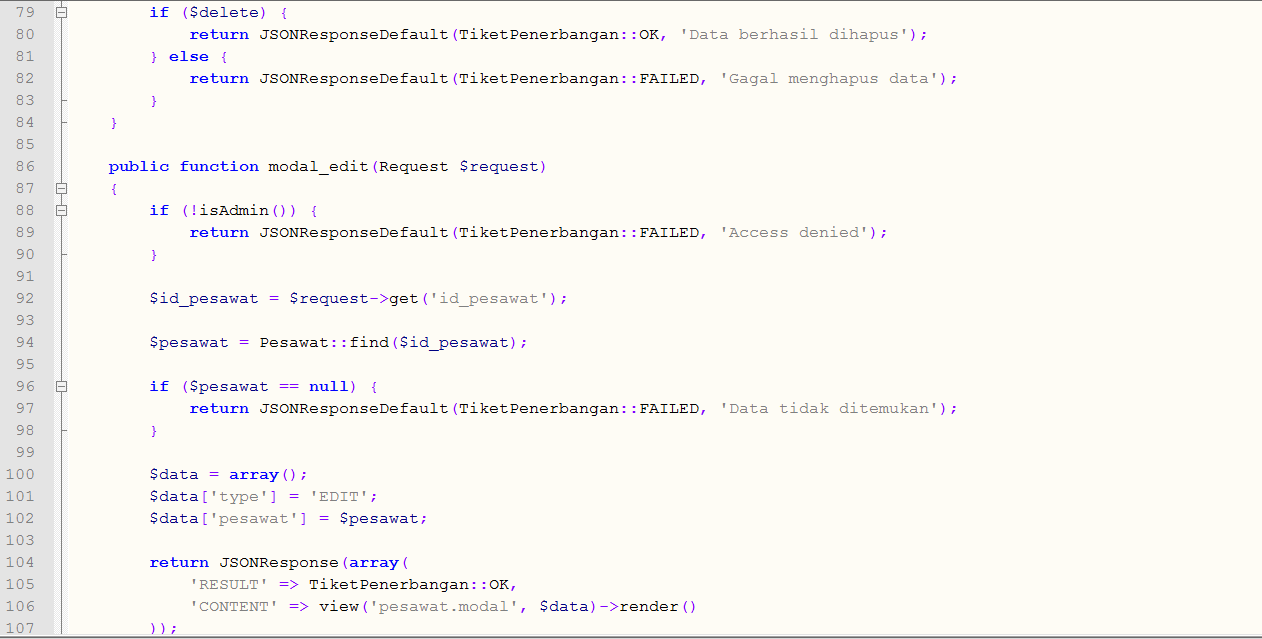 79 if ($delete) {
80 return JSONResponseDefault(TiketPenerbangan::OK, 'Data berhasil dihapus');
81 } else {
82 return JSONResponseDefault(TiketPenerbangan::FAILED, 'Gagal menghapus data');
83 }
84 }
85
86 public function modal_edit(Request $request)
87 {
88 if (!isAdmin()) {
89 return JSONResponseDefault(TiketPenerbangan::FAILED, 'Access denied');
90 }
91
92 $id_pesawat = $request->get('id_pesawat');
93
94 $pesawat = Pesawat::find($id_pesawat);
95
96 if ($pesawat == null) {
97 return JSONResponseDefault(TiketPenerbangan::FAILED, 'Data tidak ditemukan');
98 }
99
100 $data = array();
101 $data['type'] = 'EDIT';
102 $data['pesawat'] = $pesawat;
103
104 return JSONResponse(array(
105 'RESULT' => TiketPenerbangan::OK,
106 'CONTENT' => view('pesawat.modal', $data)->render()
107 ));